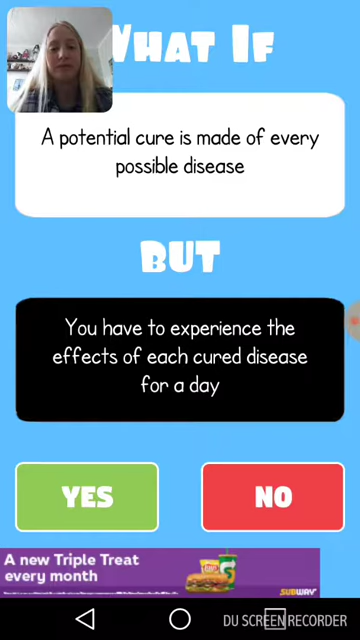 WHAT IF
A potential cure is made of every
possible disease
BUT
You have to experience the
effects of each cured disease
for a day
YES
NO
A new Triple Treat
every month
SUBWAY
DU SCREEN RECORDER